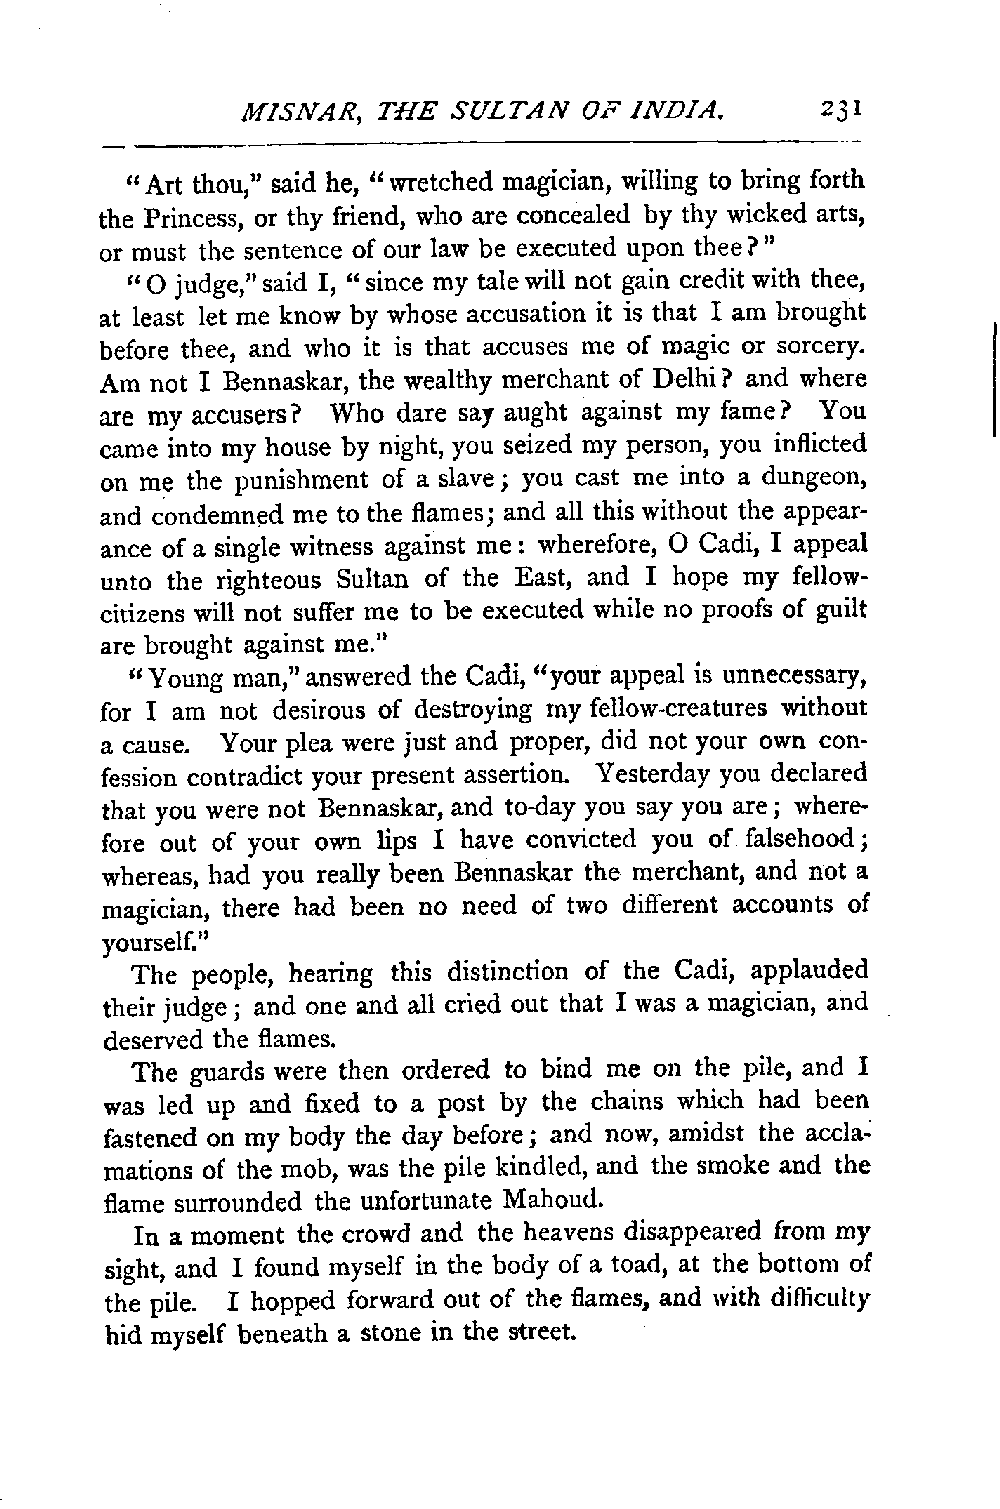 MISNAR, THE SULTAN OF INDIA. 231
"Art thou," said he, "wretched magician, willing to bring forth
the Princess, or thy friend, who are concealed by thy wicked arts,
or must the sentence of our law be executed upon thee?"
"O judge," said I, "since my tale will not gain credit with thee,
at least let me know by whose accusation it is that I am brought
before thee, and who it is that accuses me of magic or sorcery.
Am not I Bennaskar, the wealthy merchant of Delhi? and where
are my accusers? Who dare say aught against my fame? You
came into my house by night, you seized my person, you inflicted
on me the punishment of a slave; you cast me into a dungeon,
and condemned me to the flames; and all this without the appear-
ance of a single witness against me: wherefore, O Cadi, I appeal
unto the righteous Sultan of the East, and I hope my fellow-
citizens will not suffer me to be executed while no proofs of guilt
are brought against me."
"Young man," answered the Cadi, "your appeal is unnecessary,
for I am not desirous of destroying my fellow-creatures without
a cause. Your plea were just and proper, did not your own con-
fession contradict your present assertion. Yesterday you declared
that you were not Bennaskar, and to-day you say you are; where-
fore out of your own lips I have convicted you of falsehood;
whereas, had you really been Bennaskar the merchant, and not a
magician, there had been no need of two different accounts of
yourself."
The people, hearing this distinction of the Cadi, applauded
their judge; and one and all cried out that I was a magician, and
deserved the flames.
The guards were then ordered to bind me on the pile, and I
was led up and fixed to a post by the chains which had been
fastened on my body the day before; and now, amidst the accla-
mations of the mob, was the pile kindled, and the smoke and the
flame surrounded the unfortunate Mahoud.
In a moment the crowd and the heavens disappeared from my
sight, and I found myself in the body of a toad, at the bottom of
the pile. I hopped forward out of the flames, and with difficulty
hid myself beneath a stone in the street.